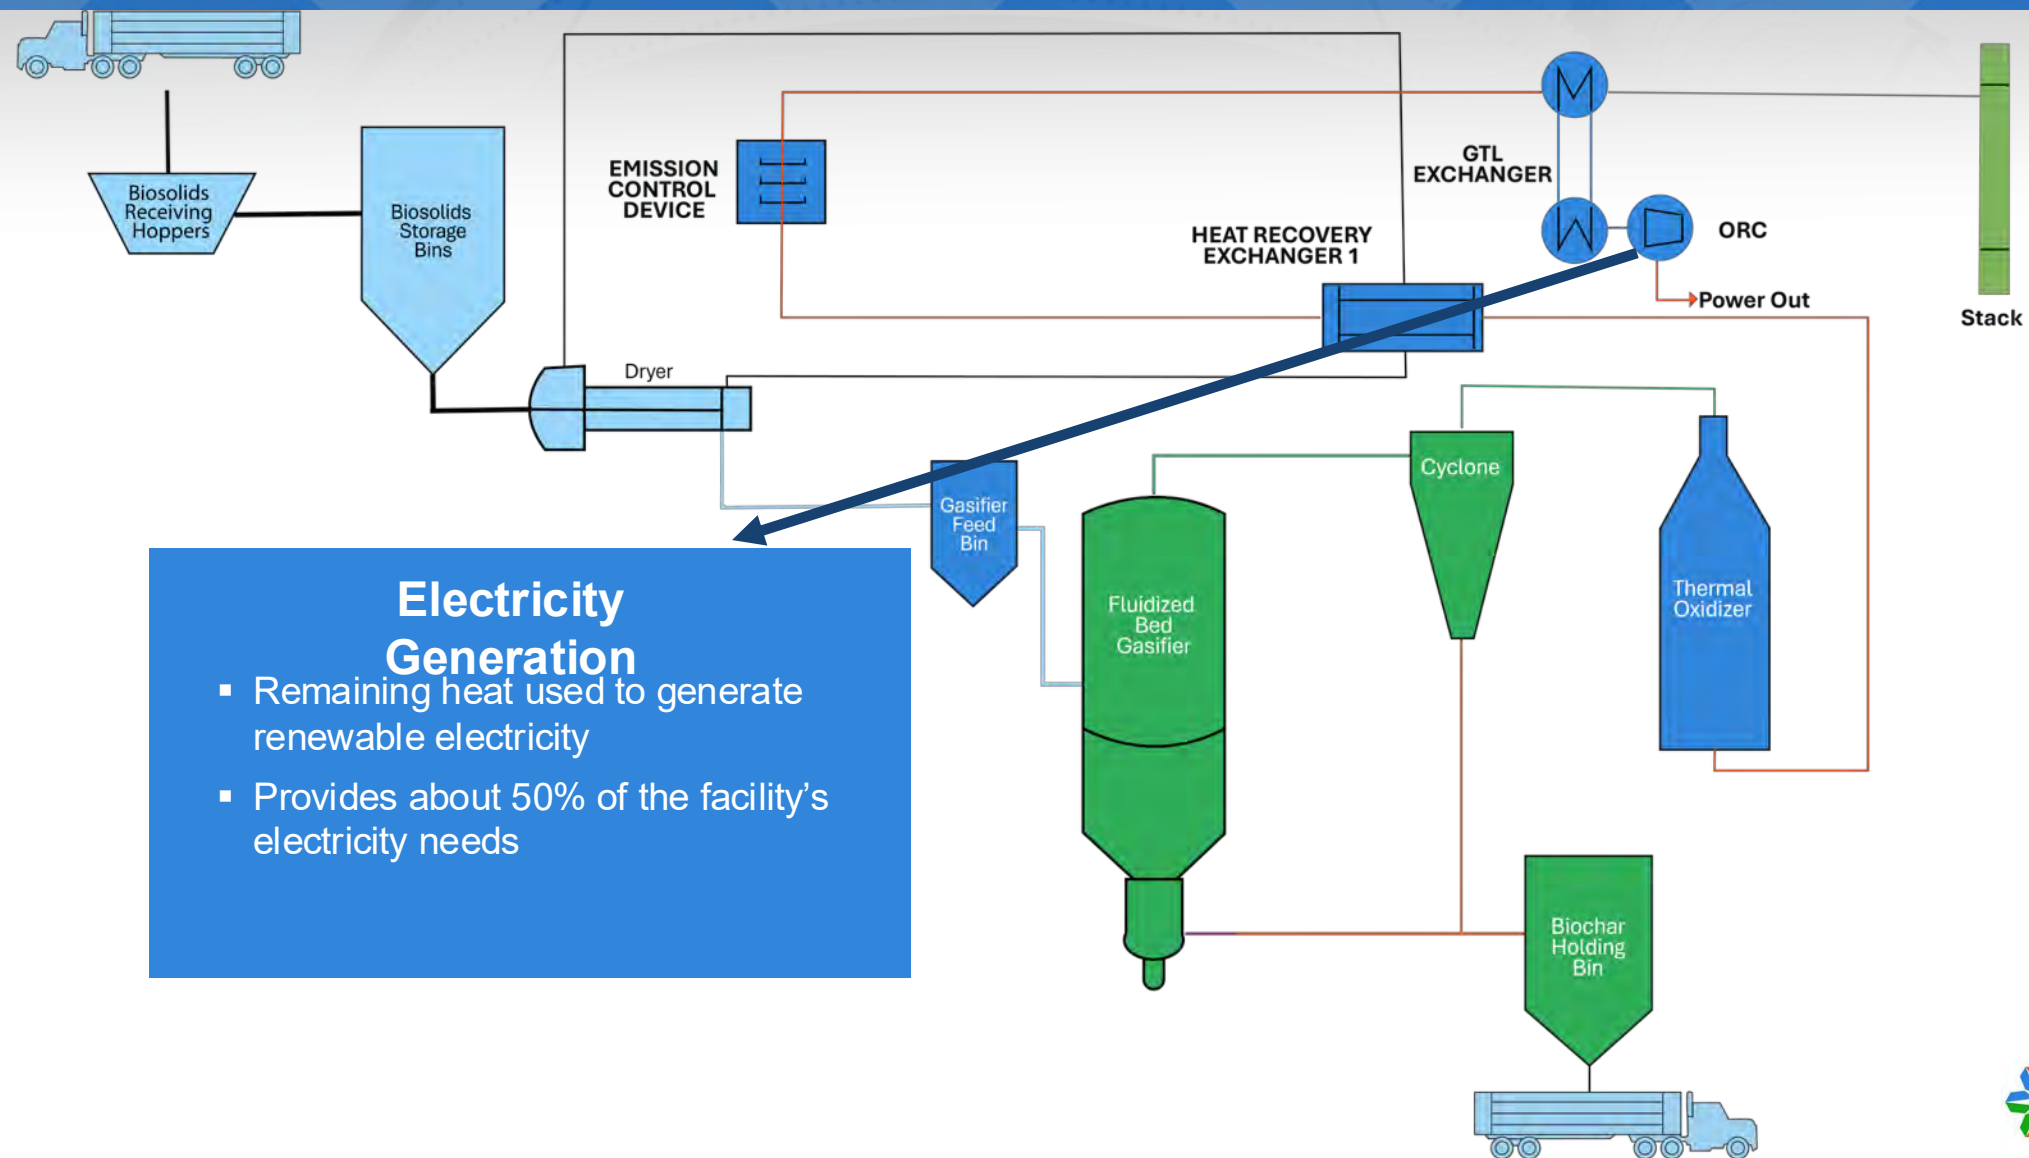 Biosolids
Receiving
Hoppers
Biosolids
Storage
Bins
EMISSION
CONTROL
DEVICE
HEAT RECOVERY
EXCHANGER 1
GTL
EXCHANGER
ORC
Power Out
Stack
Dryer
Gasifier
Feed
Bin
Cyclone
Fluidized
Bed
Gasifier
Thermal
Oxidizer
Biochar
Holding
Bin
Electricity
Generation
▪ Remaining heat used to generate
renewable electricity
▪ Provides about 50% of the facility’s
electricity needs